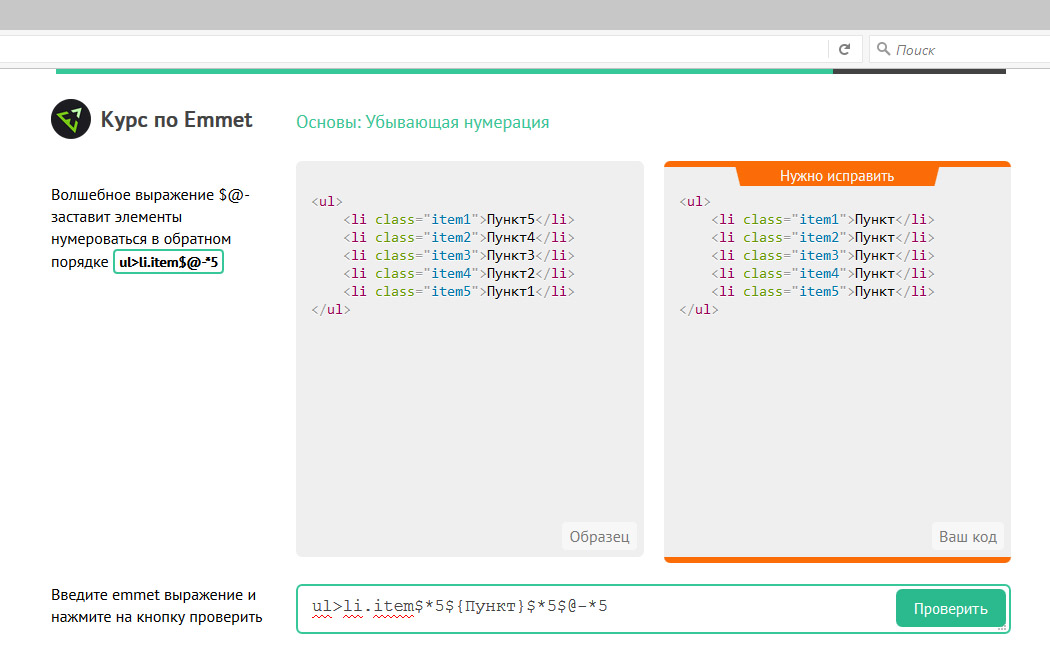 Поиск
Курс по Emmet
Основы: Убывающая нумерация
Волшебное выражение $@-
заставит элементы
нумероваться в обратном
порядке ul>li.item$@-*5
<ul>
    <li class="item1">Пункт5</li>
    <li class="item2">Пункт4</li>
    <li class="item3">Пункт3</li>
    <li class="item4">Пункт2</li>
    <li class="item5">Пункт1</li>
</ul>
Образец
Нужно исправить
<ul>
    <li class="item1">Пункт</li>
    <li class="item2">Пункт</li>
    <li class="item3">Пункт</li>
    <li class="item4">Пункт</li>
    <li class="item5">Пункт</li>
</ul>
Ваш код
Введите emmet выражение и
нажмите на кнопку проверить
ul>li.item$*5${Пункт}$*5$@-*5
Проверить